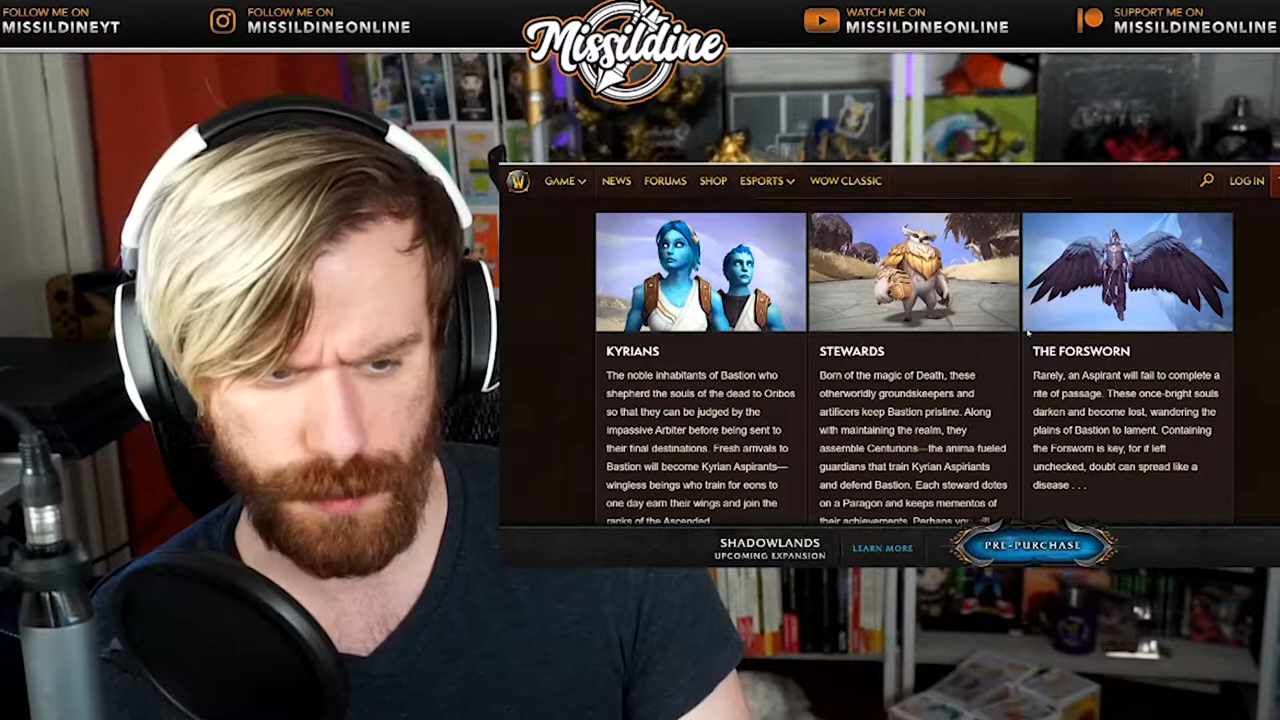 FOLLOW ME ON
MISSILDINEYT
FOLLOW ME ON
MISSILDINEONLINE
Missildine
WATCH ME ON
MISSILDINEONLINE
SUPPORT ME ON
MISSILDINEONLINE
W
GAME
NEWS
FORUMS
SHOP
ESPORTS
WOW CLASSIC
LOG IN
KYRIANS
The noble inhabitants of Bastion who
shepherd the souls of the dead to Oribos
so that they can be judged by the
impassive Arbiter before being sent to
their final destinations. Fresh arrivals to
Bastion will become Kyrian Aspirants—
wingless beings who train for eons to
one day earn their wings and join the
ranks of the Ascended.
STEWARDS
Born of the magic of Death, these
otherworldly groundskeepers and
artificers keep Bastion pristine. Along
with maintaining the realm, they
assemble Centurions—the anima-fueled
guardians that train Kyrian Aspiriants
and defend Bastion. Each steward dotes
on a Paragon and keeps mementos of
their achievements. Perhaps you will
THE FORSWORN
Rarely, an Aspirant will fail to complete a
rite of passage. These once-bright souls
darken and become lost, wandering the
plains of Bastion to lament. Containing
the Forsworn is key, for if left
unchecked, doubt can spread like a
disease . . .
SHADOWLANDS
UPCOMING EXPANSION
LEARN MORE
PRE-PURCHASE